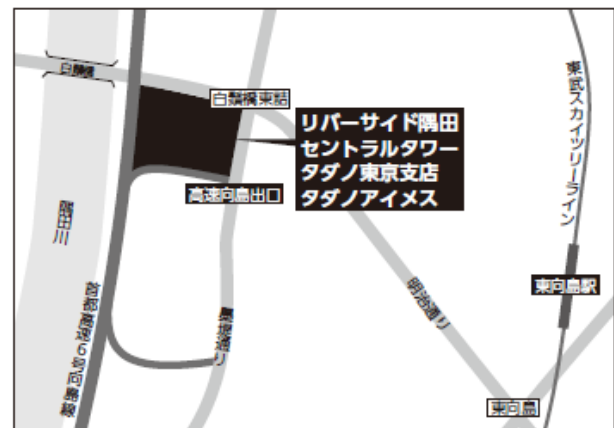 白鬚橋
白鬚橋東詰
リバーサイド隅田
セントラルタワー
タダノ東京支店
タダノアイメス
高速向島出口
隅田川
首都高速6号向島線
墨堤通り
明治通り
東武スカイツリーライン
東向島駅
東向島